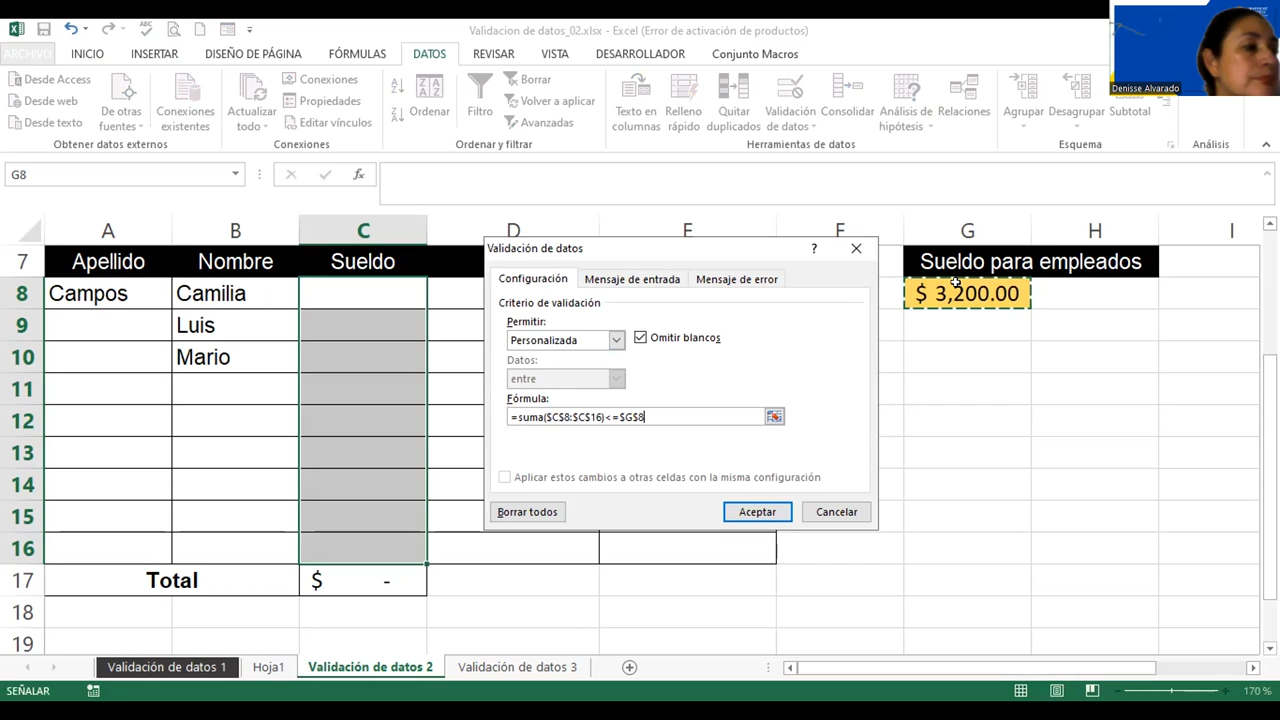 Validacion de datos_02.xlsx - Excel (Error de activación de productos)
ARCHIVO INICIO INSERTAR DISEÑO DE PÁGINA FÓRMULAS DATOS REVISAR VISTA DESARROLLADOR Conjunto Macros
Denisse Alvarado
Desde Access
Desde web
Desde texto
De otras
fuentes
Conexiones
existentes
Actualizar
todo
Conexiones
Propiedades
Editar vínculos
Ordenar
Filtro
Borrar
Volver a aplicar
Avanzadas
Texto en
columnas
Relleno
rápido
Quitar
duplicados
Validación
de datos
Consolidar
Análisis de
hipótesis
Relaciones
Agrupar
Desagrupar
Subtotal
Obtener datos externos Conexiones Ordenar y filtrar Herramientas de datos Esquema Análisis
G8 fx
A B C D E F G H I
7 Apellido Nombre Sueldo Sueldo para empleados
8 Campos Camilia $ 3,200.00
9 Luis
10 Mario
11
12
13
14
15
16
17 Total $ -
18
19
Validación de datos ?
Configuración Mensaje de entrada Mensaje de error
Criterio de validación
Permitir:
Personalizada Omitir blancos
Datos:
entre
Fórmula:
=suma($C$8:$C$16)<=$G$8
Aplicar estos cambios a otras celdas con la misma configuración
Borrar todos Aceptar Cancelar
Validación de datos 1 Hoja1 Validación de datos 2 Validación de datos 3
SEÑALAR 170 %